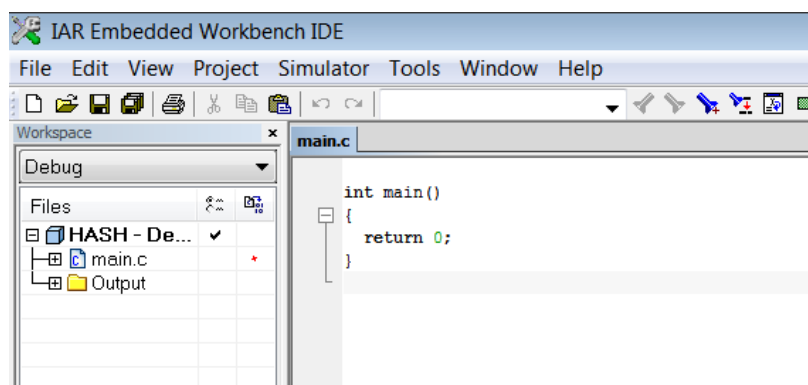 IAR Embedded Workbench IDE
File Edit View Project Simulator Tools Window Help
Workspace
Debug
Files
HASH - De...
main.c
Output
main.c
int main()
{
return 0;
}